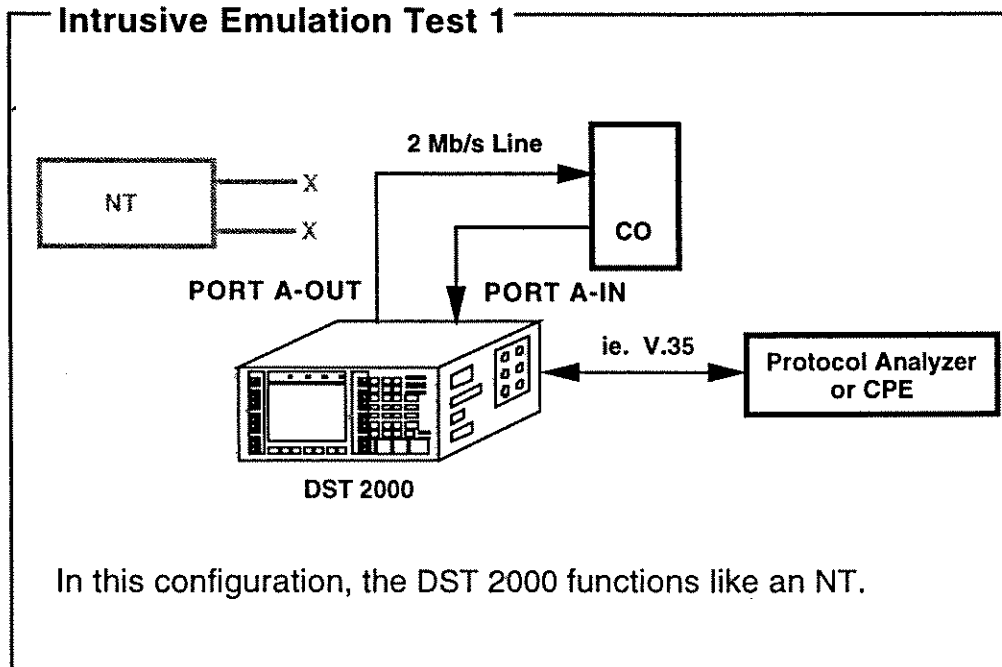 Intrusive Emulation Test 1
2 Mb/s Line
NT
X
X
CO
PORT A-OUT
PORT A-IN
ie. V.35
Protocol Analyzer
or CPE
DST 2000
In this configuration, the DST 2000 functions like an NT.